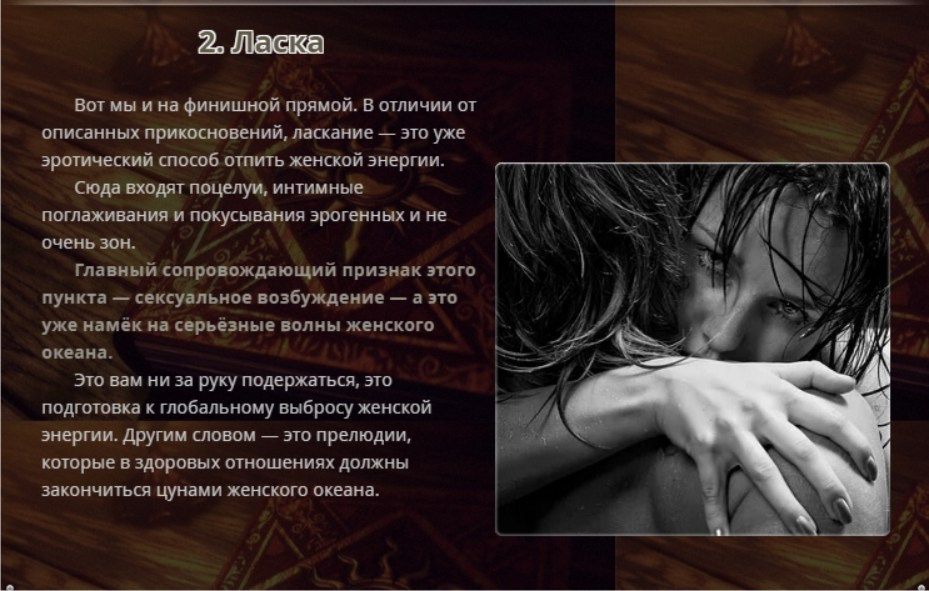 2. Ласка
Вот мы и на финишной прямой. В отличии от
описанных прикосновений, ласкание — это уже
эротический способ отпить женской энергии.
Сюда входят поцелуи, интимные
поглаживания и покусывания эрогенных и не
очень зон.
Главный сопровождающий признак этого
пункта — сексуальное возбуждение — а это
уже намёк на серьёзные волны женского
океана.
Это вам ни за руку подержаться, это
подготовка к глобальному выбросу женской
энергии. Другим словом — это прелюдии,
которые в здоровых отношениях должны
закончиться цунами женского океана.